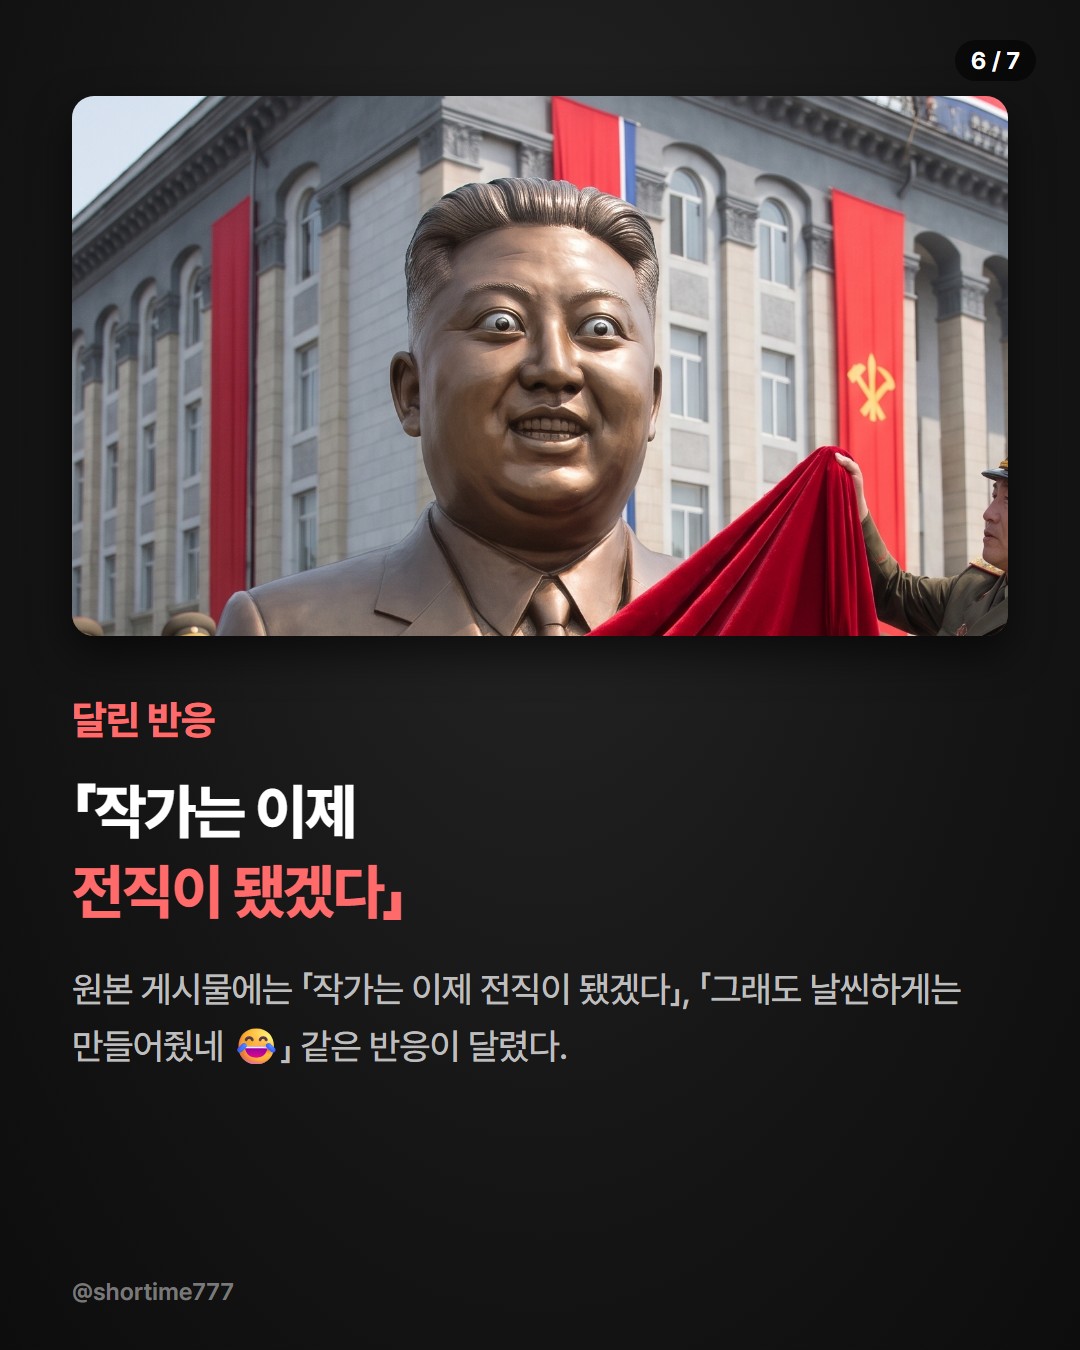 6 / 7
달린 반응
「작가는 이제
전직이 됐겠다」
원본 게시물에는 「작가는 이제 전직이 됐겠다」, 「그래도 날씬하게는
만들어줬네 😂」 같은 반응이 달렸다.
@shortime777